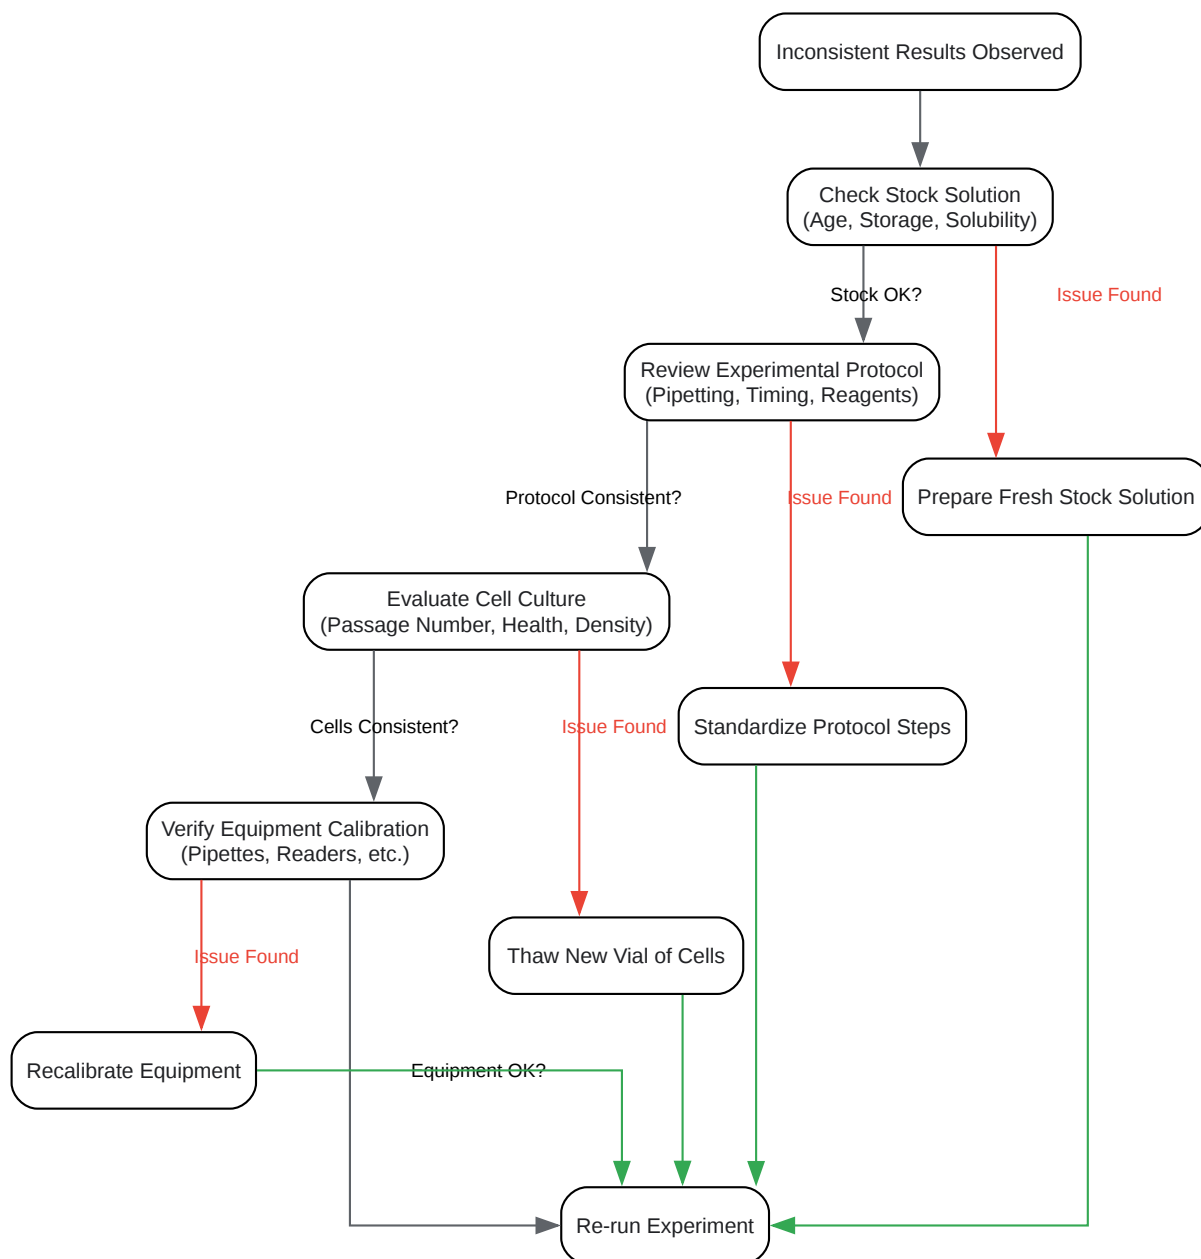 Inconsistent Results Observed
Check Stock Solution
(Age, Storage, Solubility)
Stock OK?
Issue Found
Review Experimental Protocol
(Pipetting, Timing, Reagents)
Protocol Consistent?
Issue Found
Prepare Fresh Stock Solution
Evaluate Cell Culture
(Passage Number, Health, Density)
Cells Consistent?
Issue Found
Standardize Protocol Steps
Verify Equipment Calibration
(Pipettes, Readers, etc.)
Issue Found
Thaw New Vial of Cells
Recalibrate Equipment
Equipment OK?
Re-run Experiment